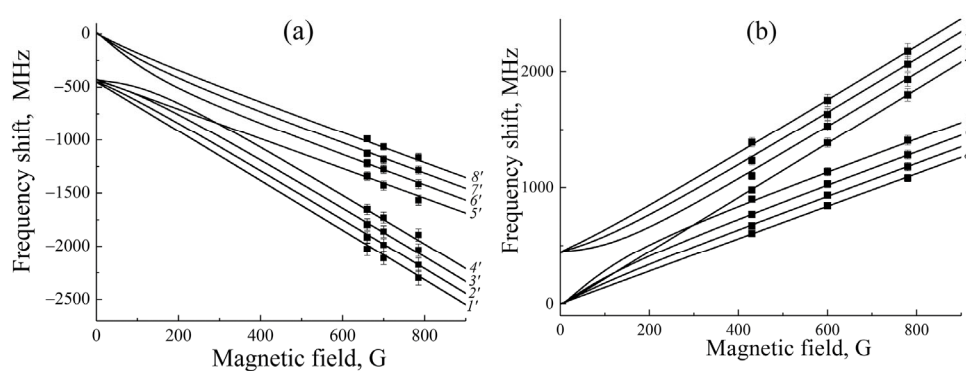 (a)
Frequency shift, MHz
0
−500
−1000
−1500
−2000
−2500
8'
7'
6'
5'
4'
3'
2'
1'
0 200 400 600 800
Magnetic field, G
(b)
Frequency shift, MHz
2000
1000
0
0 200 400 600 800
Magnetic field, G